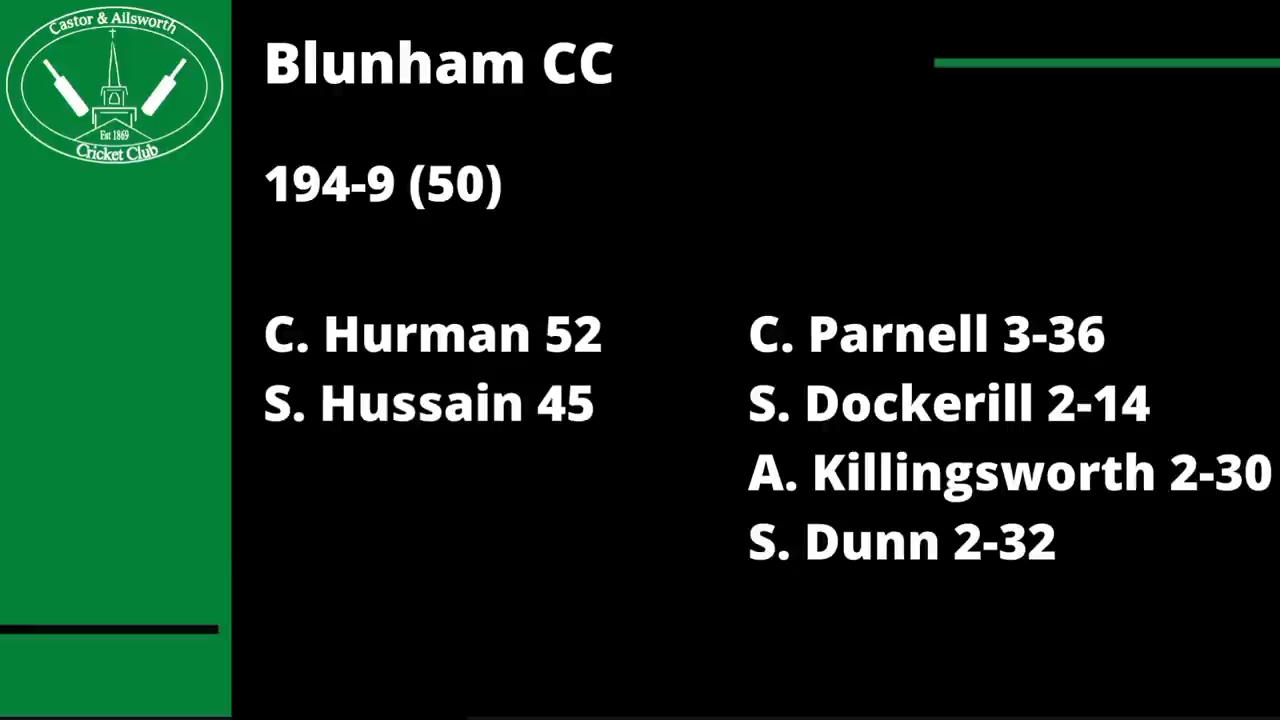 Castor & Ailsworth
Est 1869
Cricket Club
Blunham CC
194-9 (50)
C. Hurman 52
S. Hussain 45
C. Parnell 3-36
S. Dockerill 2-14
A. Killingsworth 2-30
S. Dunn 2-32